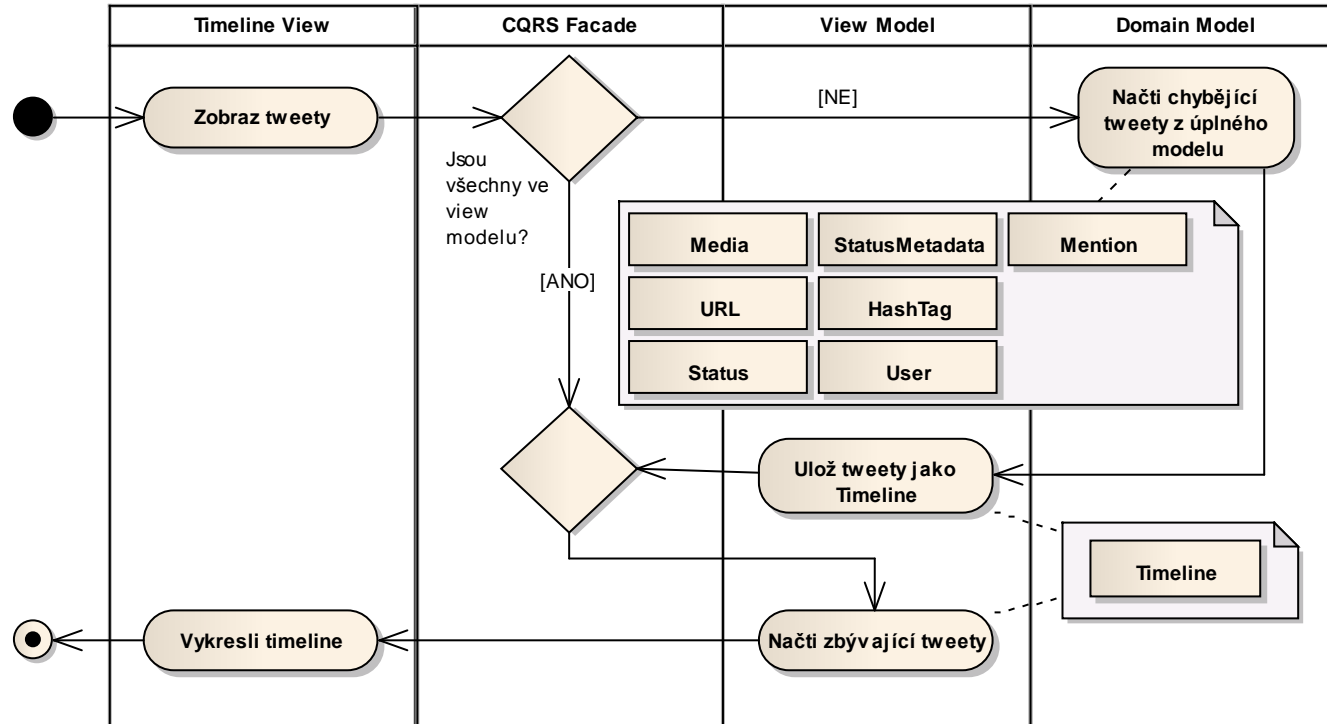 Timeline View
CQRS Facade
View Model
Domain Model
Zobraz tweety
[NE]
Načti chybějící
tweety z úplného
modelu
Jsou
všechny ve
view
modelu?
[ANO]
Media
StatusMetadata
Mention
URL
HashTag
Status
User
Ulož tweety jako
Timeline
Timeline
Vykresli timeline
Načti zbývající tweety